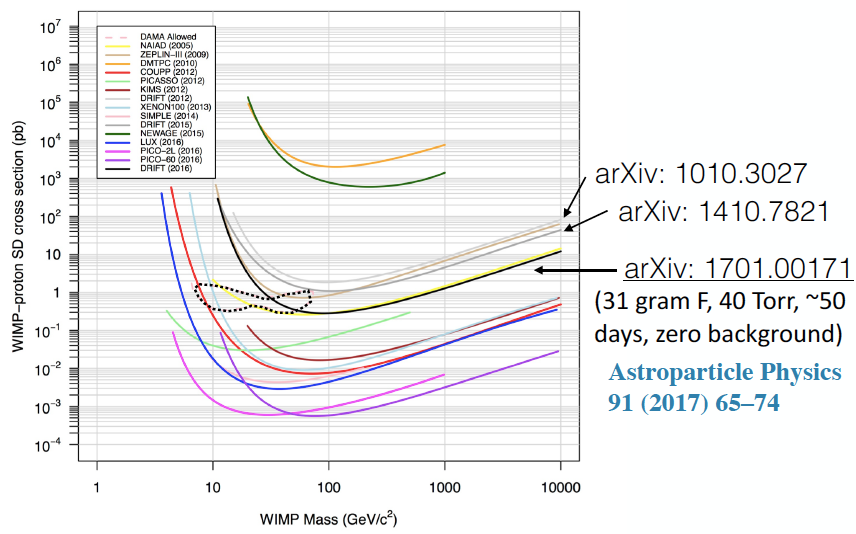 10⁷
10⁶
10⁵
10⁴
10³
10²
10
1
10⁻¹
10⁻²
10⁻³
10⁻⁴
WIMP−proton SD cross section (pb)
DAMA Allowed
NAIAD (2005)
ZEPLIN−III (2009)
DMTPC (2010)
COUPP (2012)
PICASSO (2012)
KIMS (2012)
DRIFT (2012)
XENON100 (2013)
SIMPLE (2014)
DRIFT (2015)
NEWAGE (2015)
LUX (2016)
PICO−2L (2016)
PICO−60 (2016)
DRIFT (2016)
1 10 100 1000 10000
WIMP Mass (GeV/c²)
arXiv: 1010.3027
arXiv: 1410.7821
arXiv: 1701.00171
(31 gram F, 40 Torr, ~50
days, zero background)
Astroparticle Physics
91 (2017) 65–74